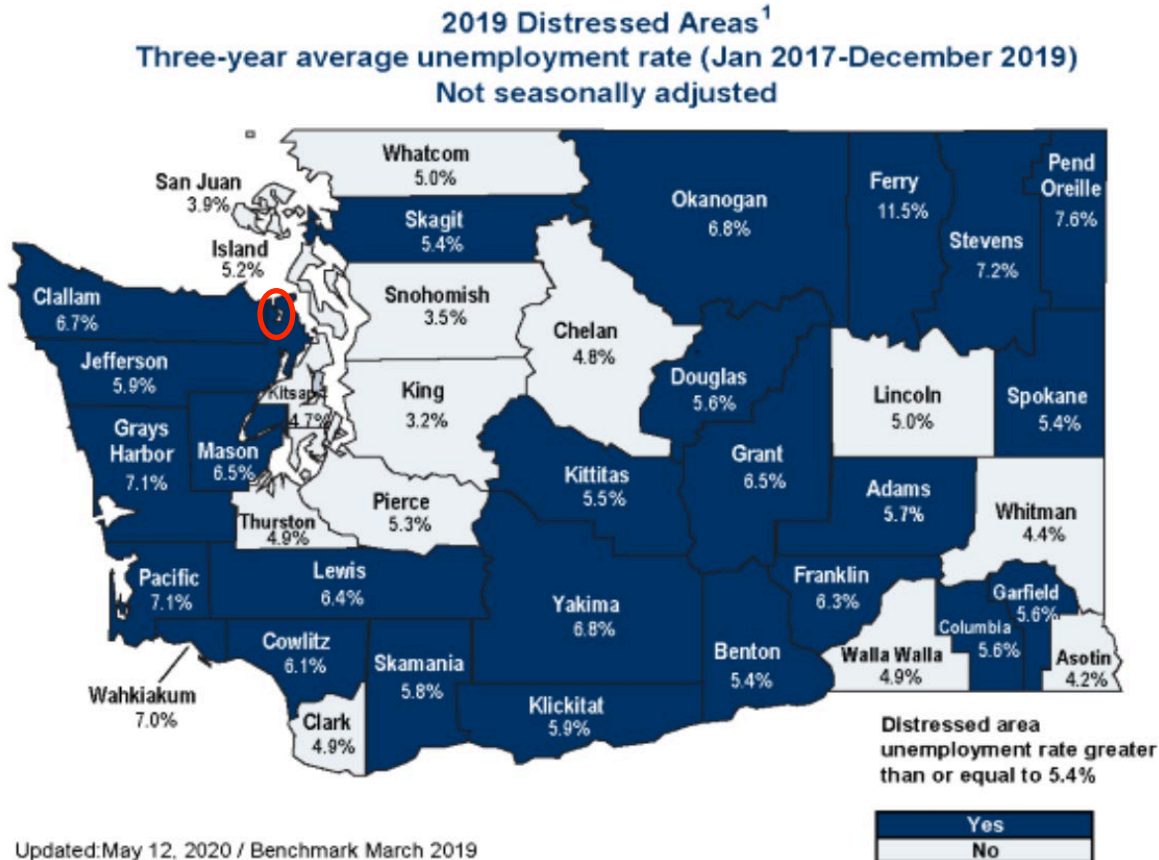 2019 Distressed Areas1
Three-year average unemployment rate (Jan 2017-December 2019)
Not seasonally adjusted
Whatcom
5.0%
San Juan
3.9%
Skagit
5.4%
Island
5.2%
Okanogan
6.8%
Ferry
11.5%
Stevens
7.2%
Pend
Oreille
7.6%
Clallam
6.7%
Snohomish
3.5%
Chelan
4.8%
Jefferson
5.9%
Kitsap
4.7%
King
3.2%
Douglas
5.6%
Lincoln
5.0%
Spokane
5.4%
Grays
Harbor
7.1%
Mason
6.5%
Kittitas
5.5%
Grant
6.5%
Adams
5.7%
Pierce
5.3%
Thurston
4.9%
Whitman
4.4%
Pacific
7.1%
Lewis
6.4%
Yakima
6.8%
Franklin
6.3%
Garfield
5.6%
Columbia
5.6%
Cowlitz
6.1%
Skamania
5.8%
Benton
5.4%
Walla Walla
4.9%
Asotin
4.2%
Wahkiakum
7.0%
Clark
4.9%
Klickitat
5.9%
Distressed area
unemployment rate greater
than or equal to 5.4%
Yes
No
Updated:May 12, 2020 / Benchmark March 2019